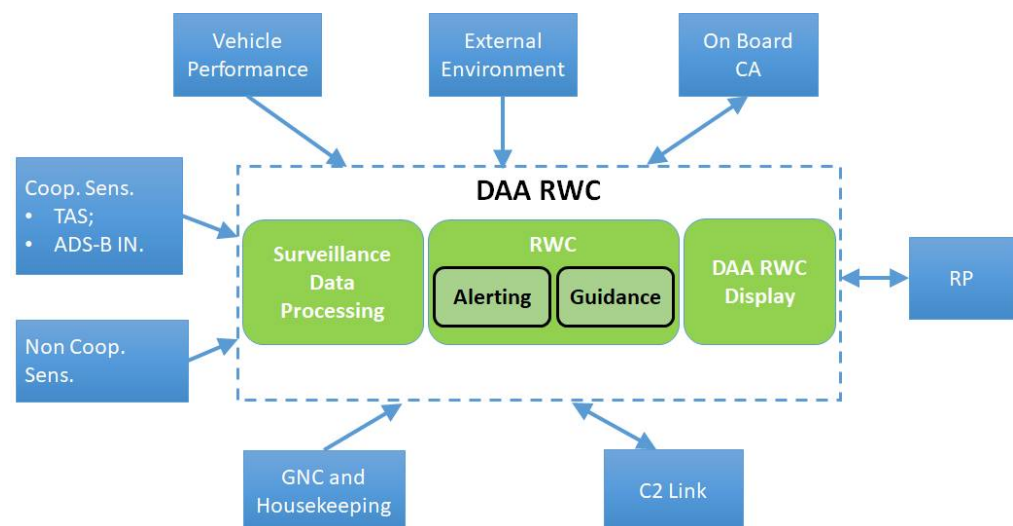 Vehicle
Performance
External
Environment
On Board
CA
Coop. Sens.
• TAS;
• ADS-B IN.
Non Coop.
Sens.
DAA RWC
Surveillance
Data
Processing
RWC
Alerting
Guidance
DAA RWC
Display
RP
GNC and
Housekeeping
C2 Link